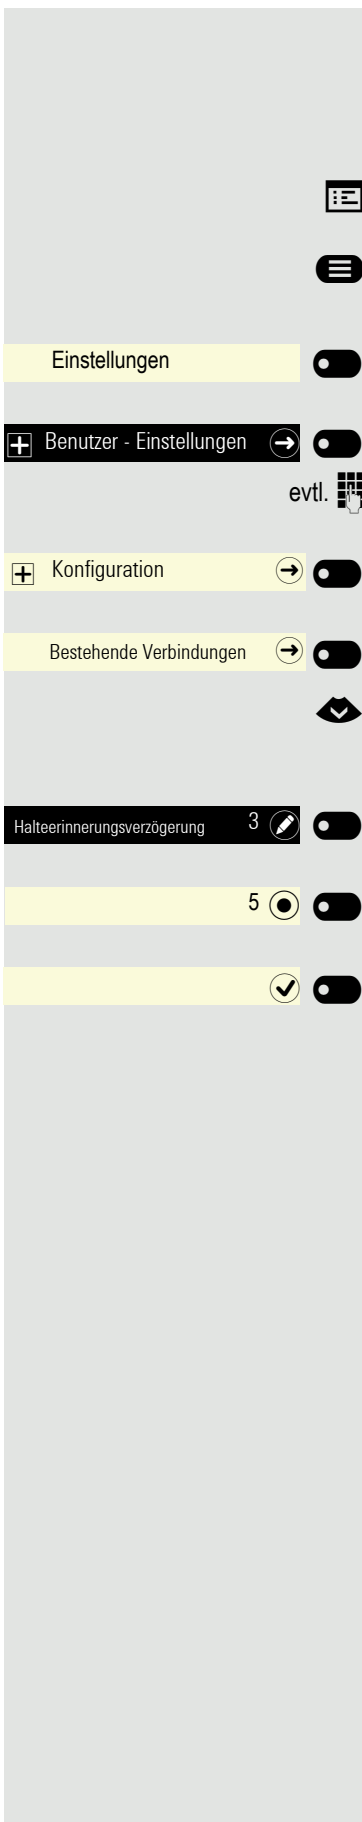 Einstellungen
Benutzer - Einstellungen
evtl.
Konfiguration
Bestehende Verbindungen
Halteerinnerungsverzögerung 3
5